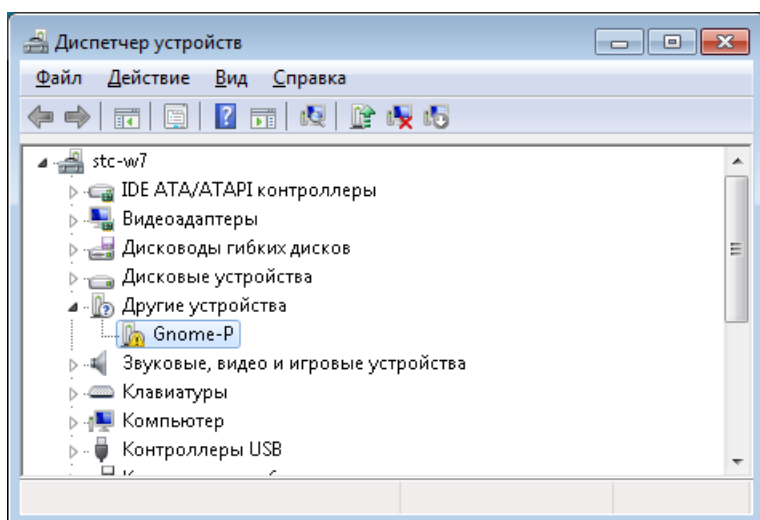 Диспетчер устройств
Файл Действие Вид Справка
stc-w7
IDE ATA/ATAPI контроллеры
Видеоадаптеры
Дисководы гибких дисков
Дисковые устройства
Другие устройства
Gnome-P
Звуковые, видео и игровые устройства
Клавиатуры
Компьютер
Контроллеры USB